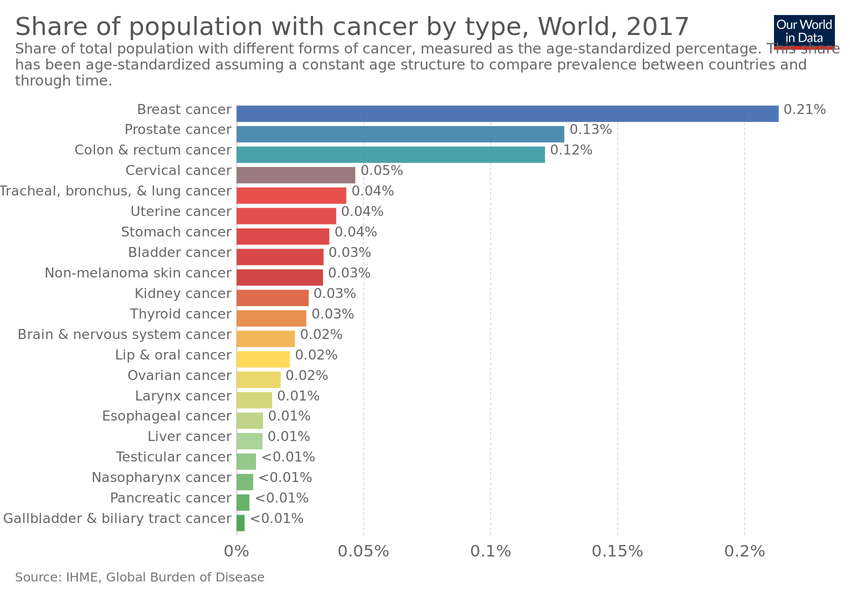 Share of population with cancer by type, World, 2017
Our World
in Data
Share of total population with different forms of cancer, measured as the age-standardized percentage. This share
has been age-standardized assuming a constant age structure to compare prevalence between countries and
through time.
Breast cancer 0.21%
Prostate cancer 0.13%
Colon & rectum cancer 0.12%
Cervical cancer 0.05%
Tracheal, bronchus, & lung cancer 0.04%
Uterine cancer 0.04%
Stomach cancer 0.04%
Bladder cancer 0.03%
Non-melanoma skin cancer 0.03%
Kidney cancer 0.03%
Thyroid cancer 0.03%
Brain & nervous system cancer 0.02%
Lip & oral cancer 0.02%
Ovarian cancer 0.02%
Larynx cancer 0.01%
Esophageal cancer 0.01%
Liver cancer 0.01%
Testicular cancer <0.01%
Nasopharynx cancer <0.01%
Pancreatic cancer <0.01%
Gallbladder & biliary tract cancer <0.01%
0% 0.05% 0.1% 0.15% 0.2%
Source: IHME, Global Burden of Disease